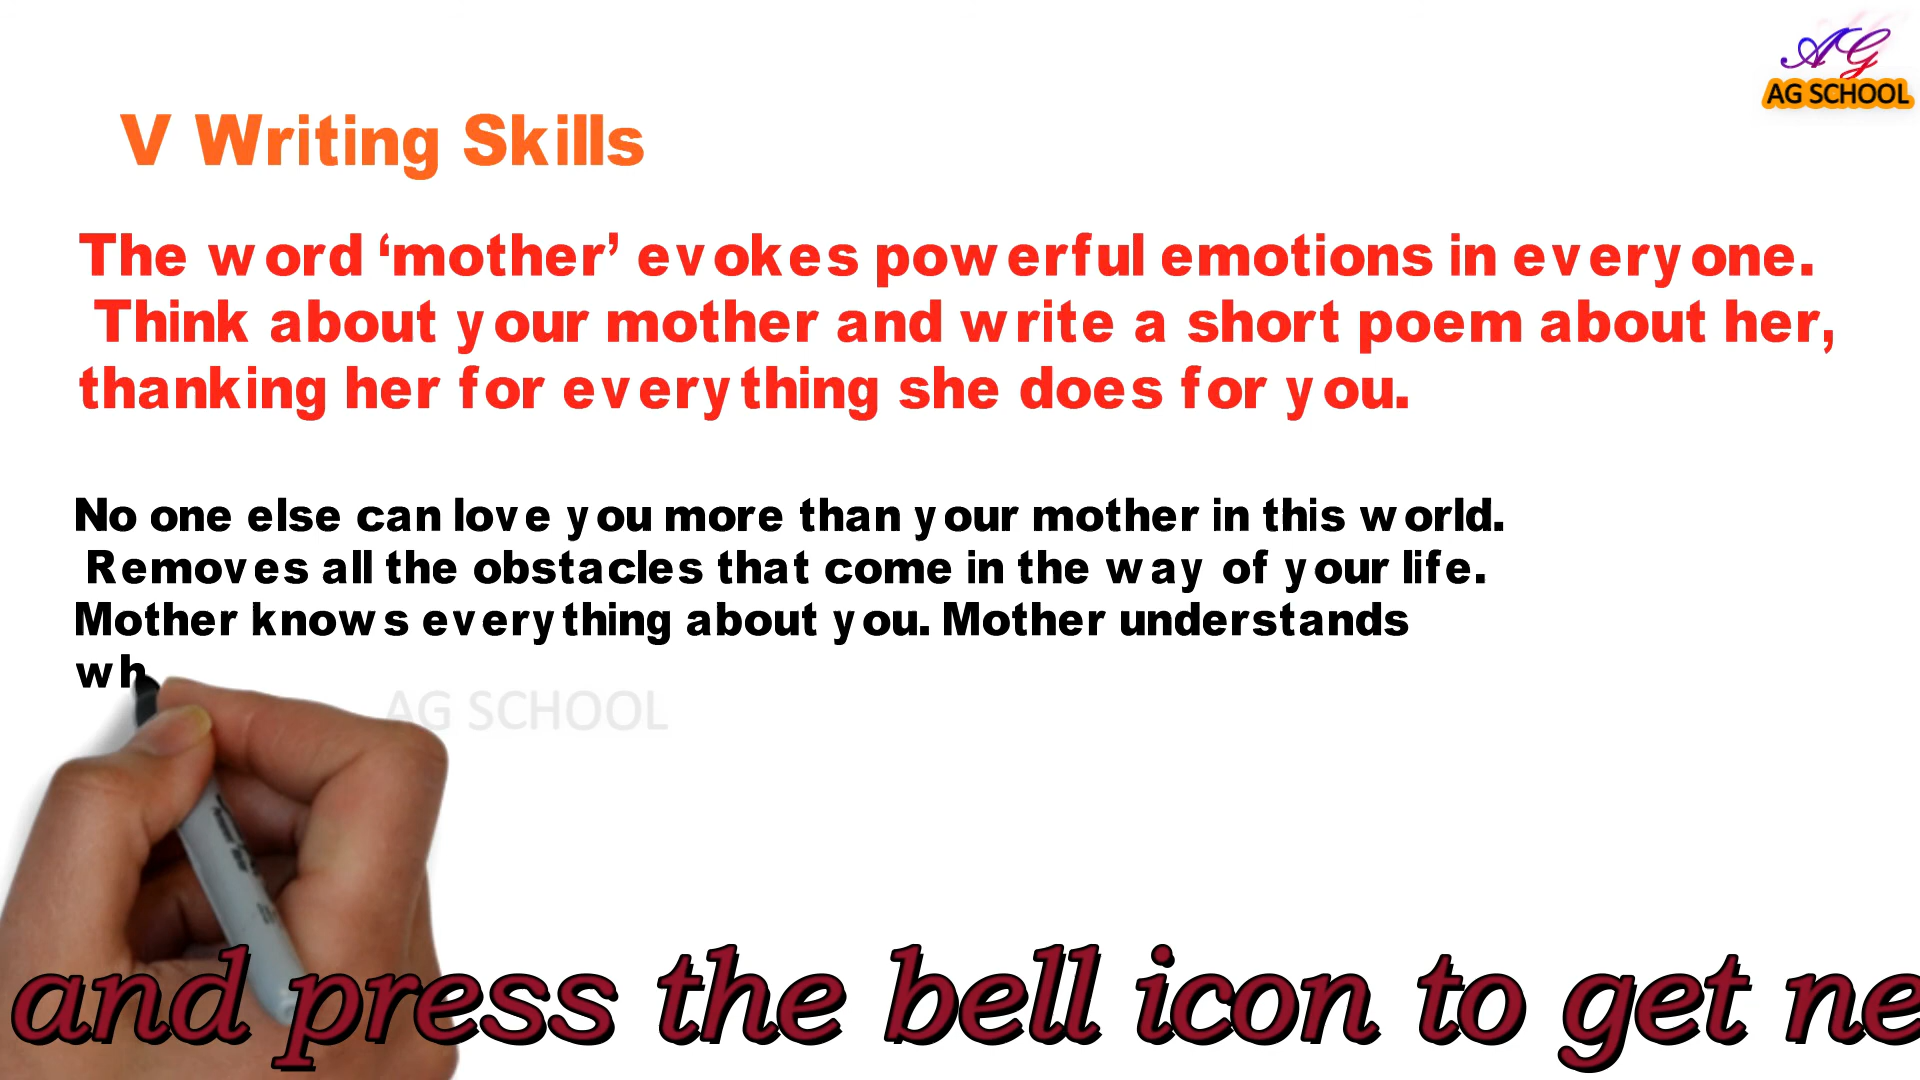 AG
AG SCHOOL
V Writing Skills
The word ‘mother’ evokes powerful emotions in everyone.
Think about your mother and write a short poem about her,
thanking her for everything she does for you.
No one else can love you more than your mother in this world.
Removes all the obstacles that come in the way of your life.
Mother knows everything about you. Mother understands
wh
AG SCHOOL
and press the bell icon to get ne